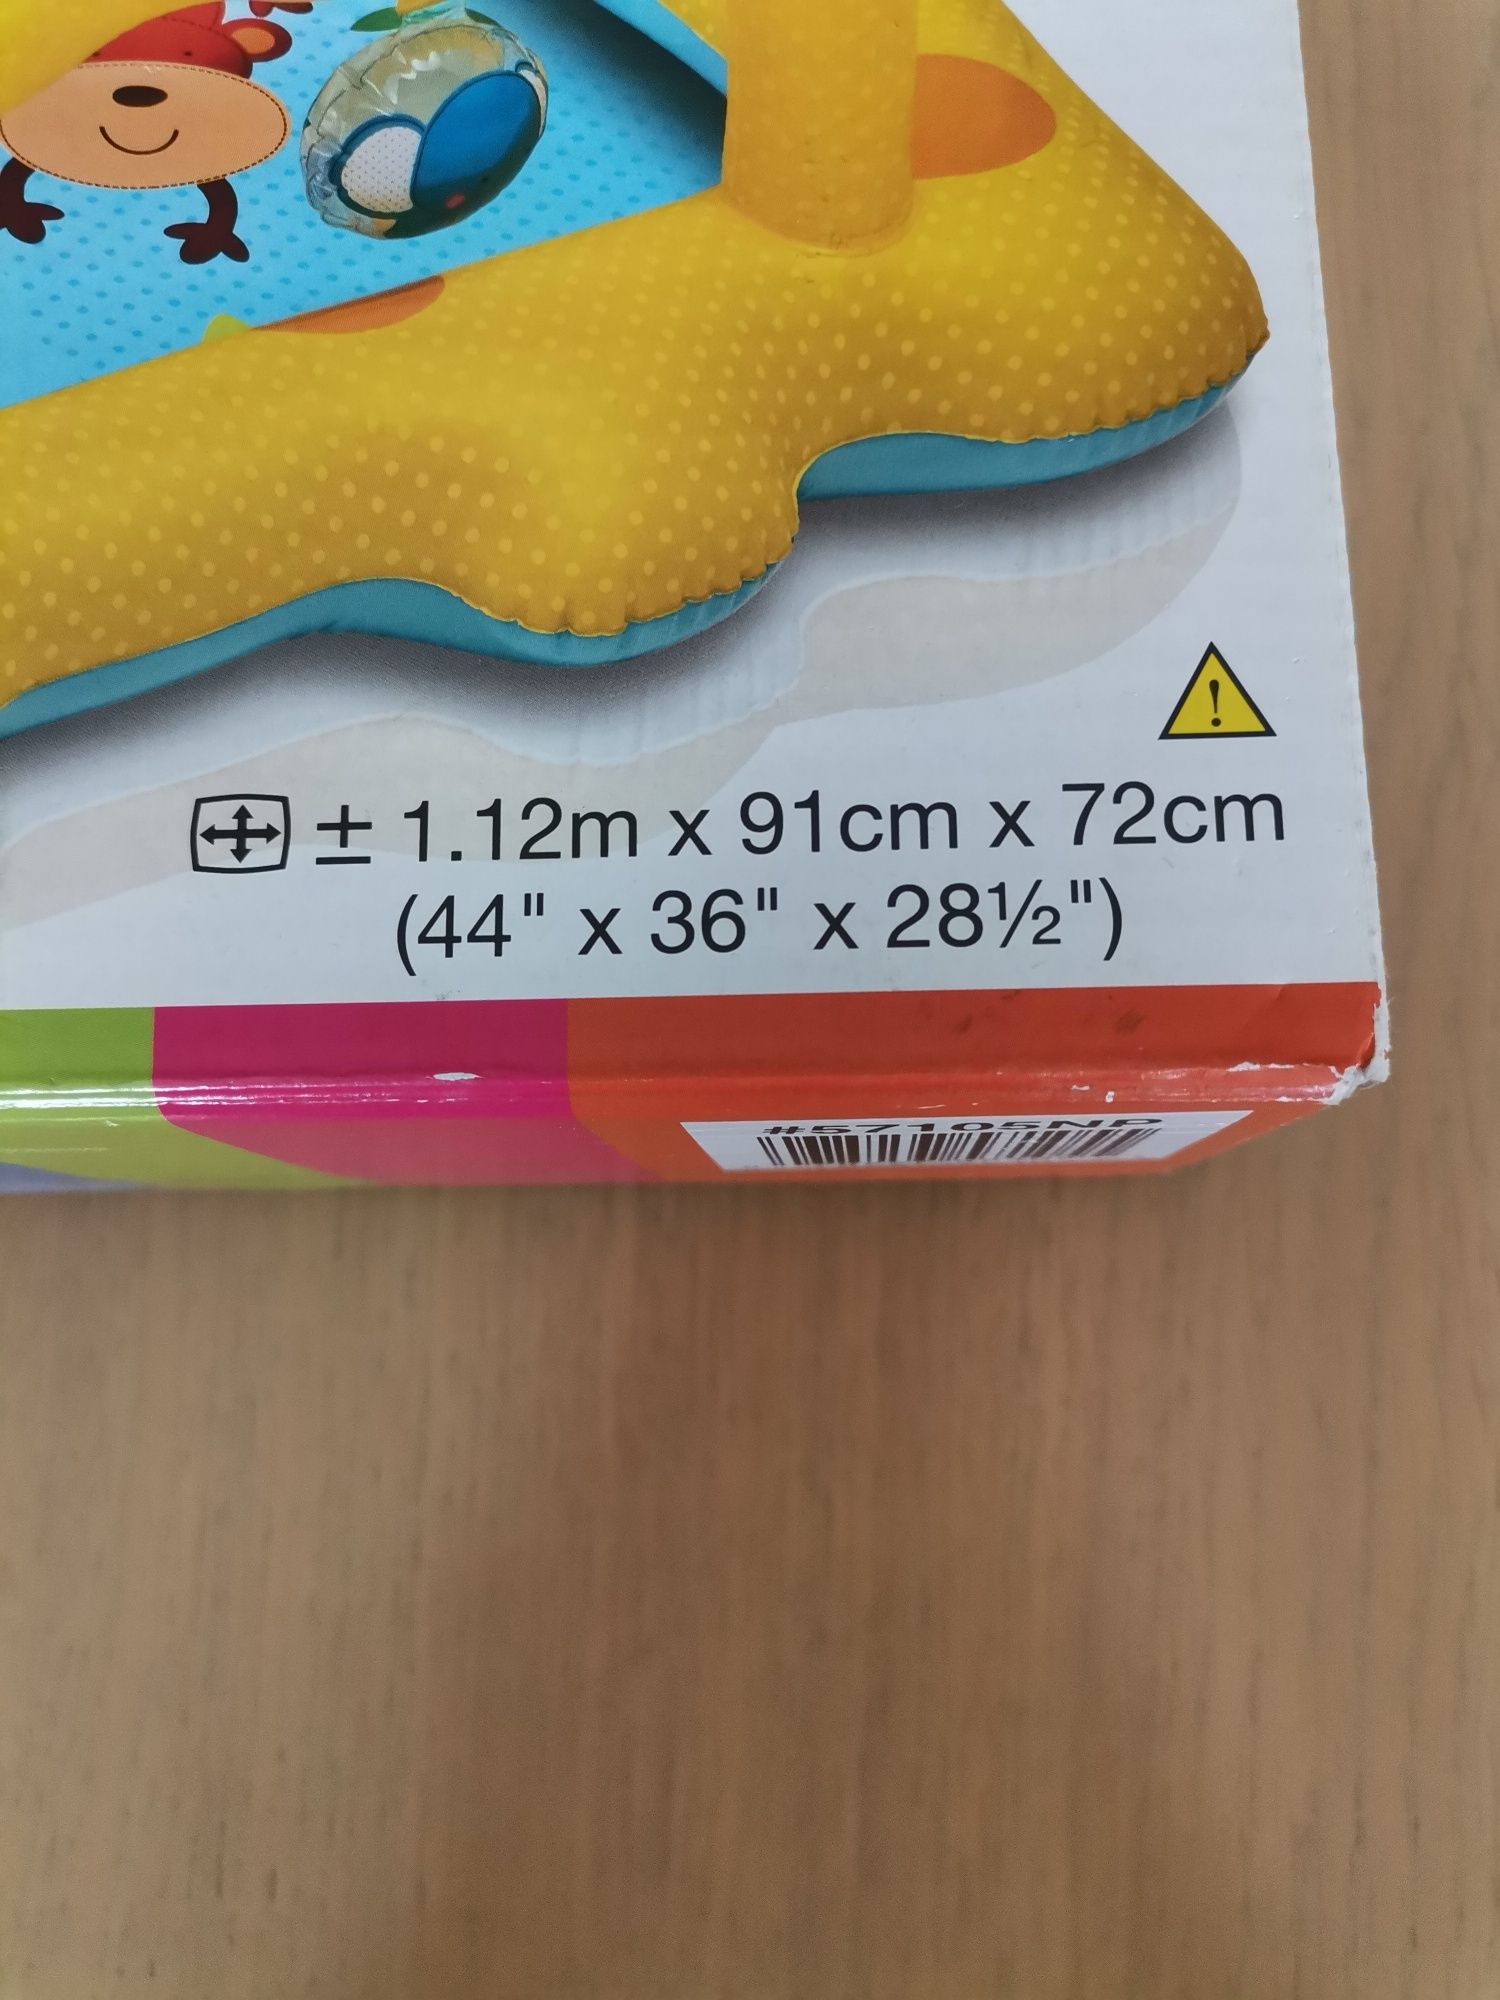 ± 1.12m x 91cm x 72cm
(44" x 36" x 28½")
#57105NP